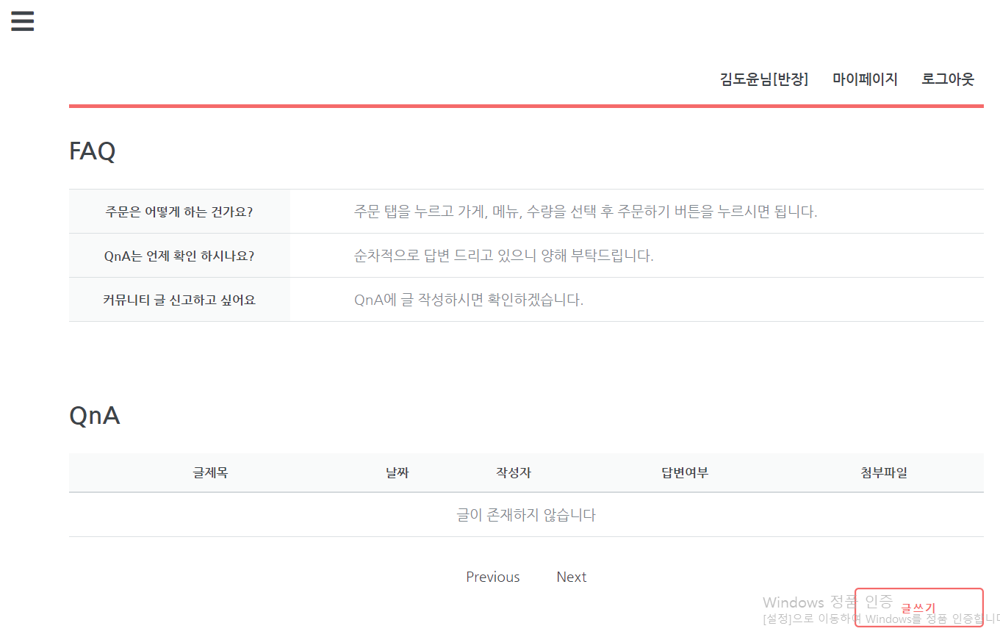 김도윤님[반장] 마이페이지 로그아웃
FAQ
주문은 어떻게 하는 건가요? 주문 탭을 누르고 가게, 메뉴, 수량을 선택 후 주문하기 버튼을 누르시면 됩니다.
QnA는 언제 확인 하시나요? 순차적으로 답변 드리고 있으니 양해 부탁드립니다.
커뮤니티 글 신고하고 싶어요 QnA에 글 작성하시면 확인하겠습니다.
QnA
글제목 날짜 작성자 답변여부 첨부파일
글이 존재하지 않습니다
Previous Next
Windows 정품 인증
글쓰기
[설정]으로 이동하여 Windows를 정품 인증합니다